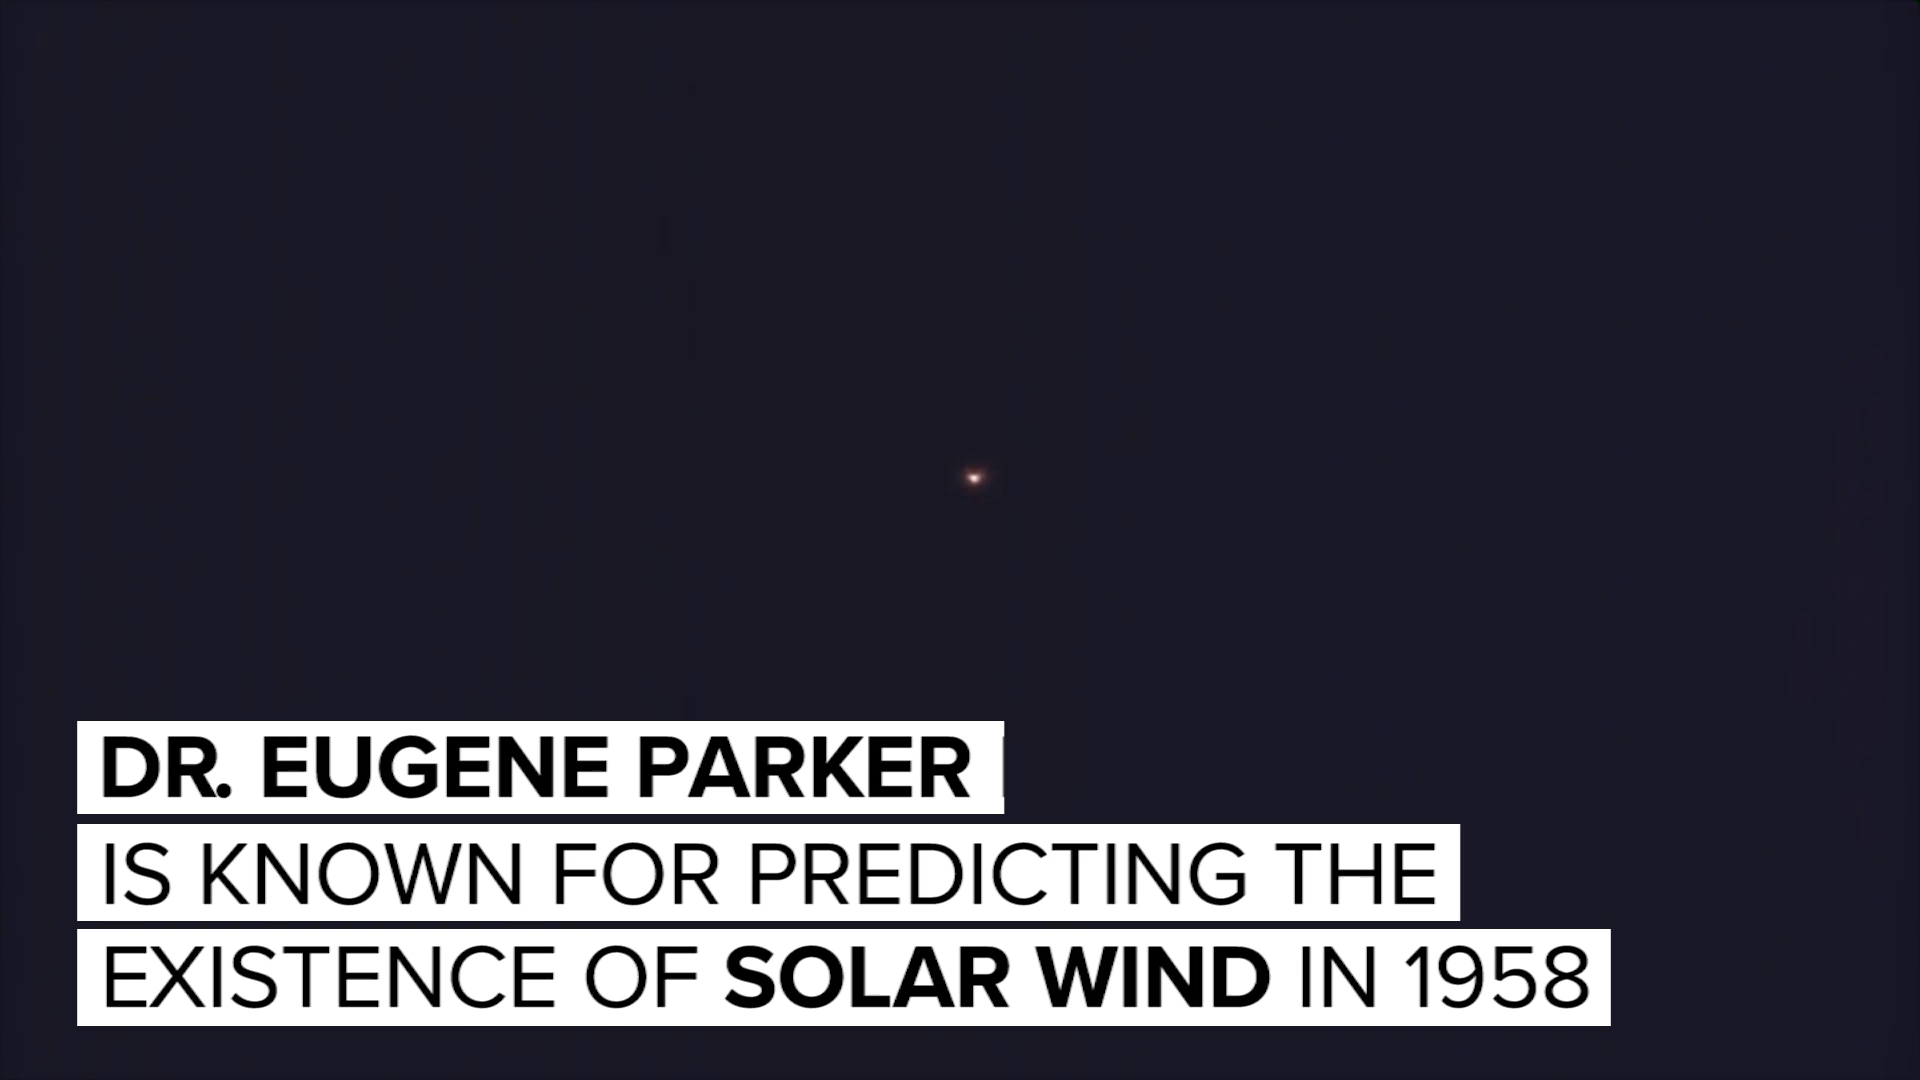 DR. EUGENE PARKER
IS KNOWN FOR PREDICTING THE
EXISTENCE OF SOLAR WIND IN 1958